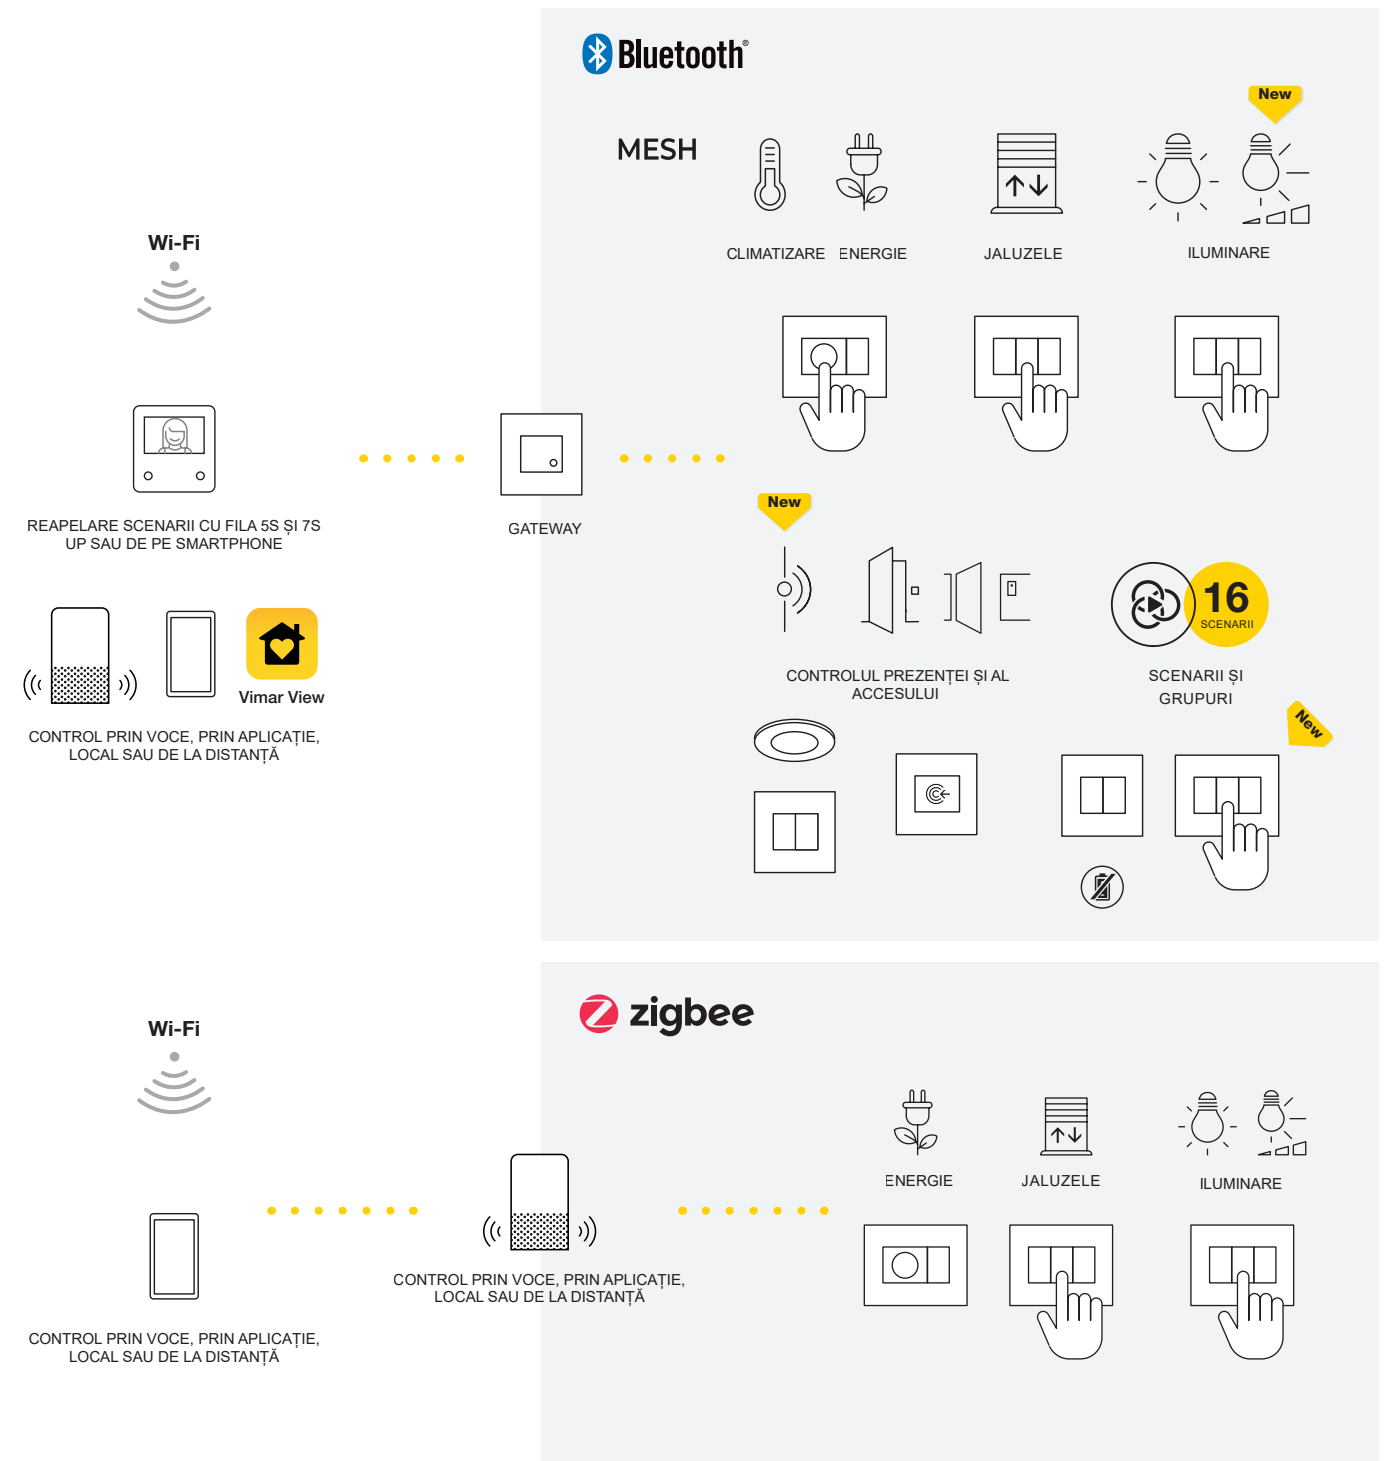 Bluetooth®
New
MESH
CLIMATIZARE
ENERGIE
JALUZELE
ILUMINARE
Wi-Fi
REAPELARE SCENARII CU FILA 5S ȘI 7S
UP SAU DE PE SMARTPHONE
GATEWAY
New
16
SCENARII
CONTROLUL PREZENȚEI ȘI AL
ACCESULUI
SCENARII ȘI
GRUPURI
Vimar View
CONTROL PRIN VOCE, PRIN APLICAȚIE,
LOCAL SAU DE LA DISTANȚĂ
New
zigbee
Wi-Fi
ENERGIE
JALUZELE
ILUMINARE
CONTROL PRIN VOCE, PRIN APLICAȚIE,
LOCAL SAU DE LA DISTANȚĂ
CONTROL PRIN VOCE, PRIN APLICAȚIE,
LOCAL SAU DE LA DISTANȚĂ